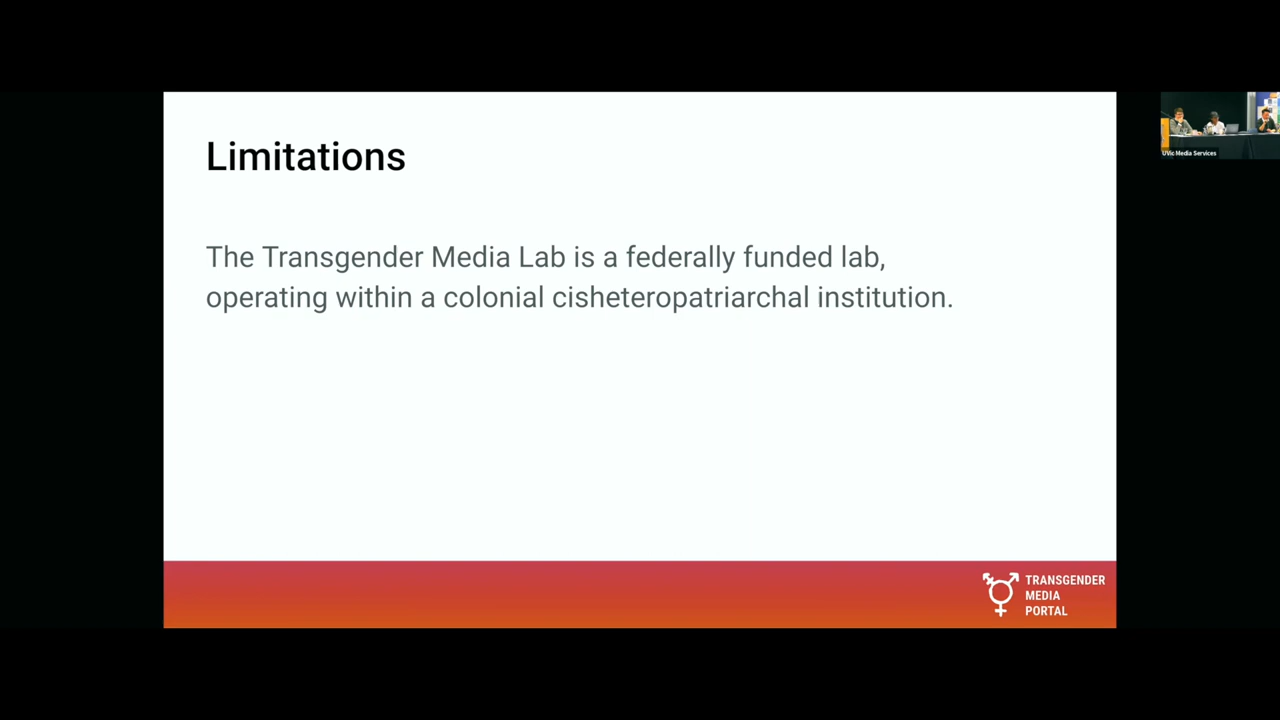 Limitations
The Transgender Media Lab is a federally funded lab,
operating within a colonial cisheteropatriarchal institution.
UVic Media Services
TRANSGENDER
MEDIA
PORTAL